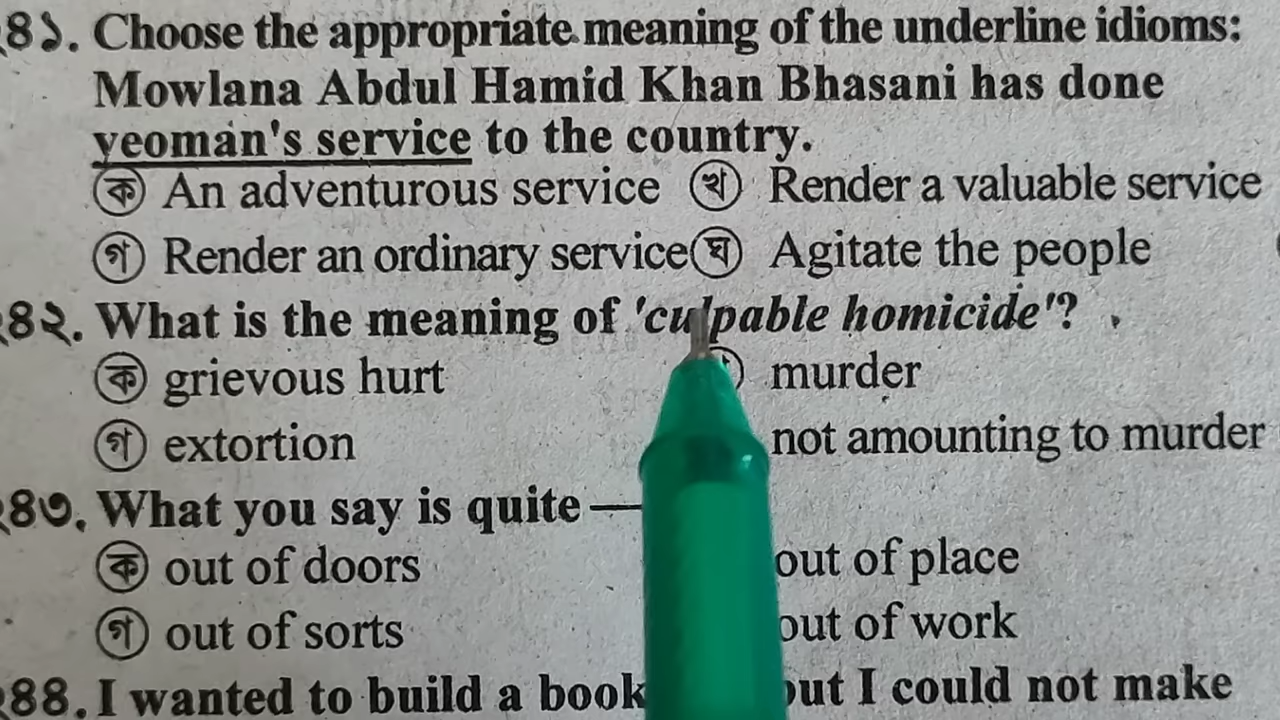 ৪১. Choose the appropriate meaning of the underline idioms:
Mowlana Abdul Hamid Khan Bhasani has done
yeoman's service to the country.
ক An adventurous service খ Render a valuable service
গ Render an ordinary service ঘ Agitate the people
৪২. What is the meaning of 'culpable homicide'?
ক grievous hurt murder
গ extortion not amounting to murder
৪৩. What you say is quite —
ক out of doors out of place
গ out of sorts out of work
৪৪. I wanted to build a book but I could not make